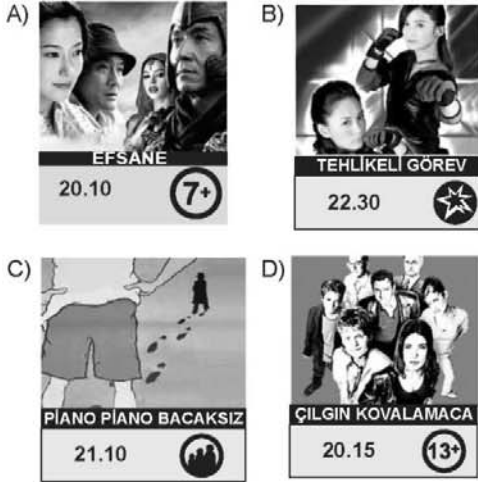 A)
EFSANE
20.10
7+
B)
TEHLİKELİ GÖREV
22.30
C)
PİANO PİANO BACAKSIZ
21.10
D)
ÇILGIN KOVALAMACA
20.15
13+